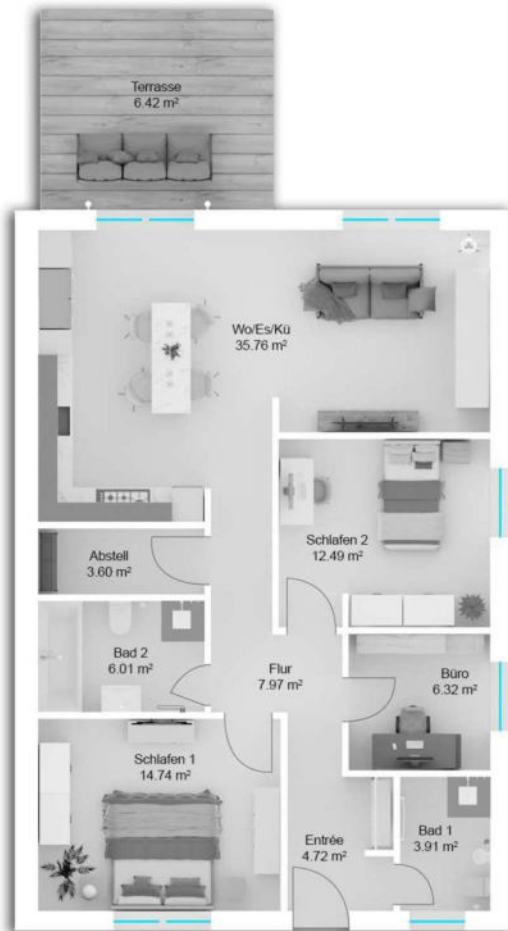 Terrasse
6.42 m²
Wo/Es/Kü
35.76 m²
Schlafen 2
12.49 m²
Abstell
3.60 m²
Bad 2
6.01 m²
Flur
7.97 m²
Büro
6.32 m²
Schlafen 1
14.74 m²
Entrée
4.72 m²
Bad 1
3.91 m²